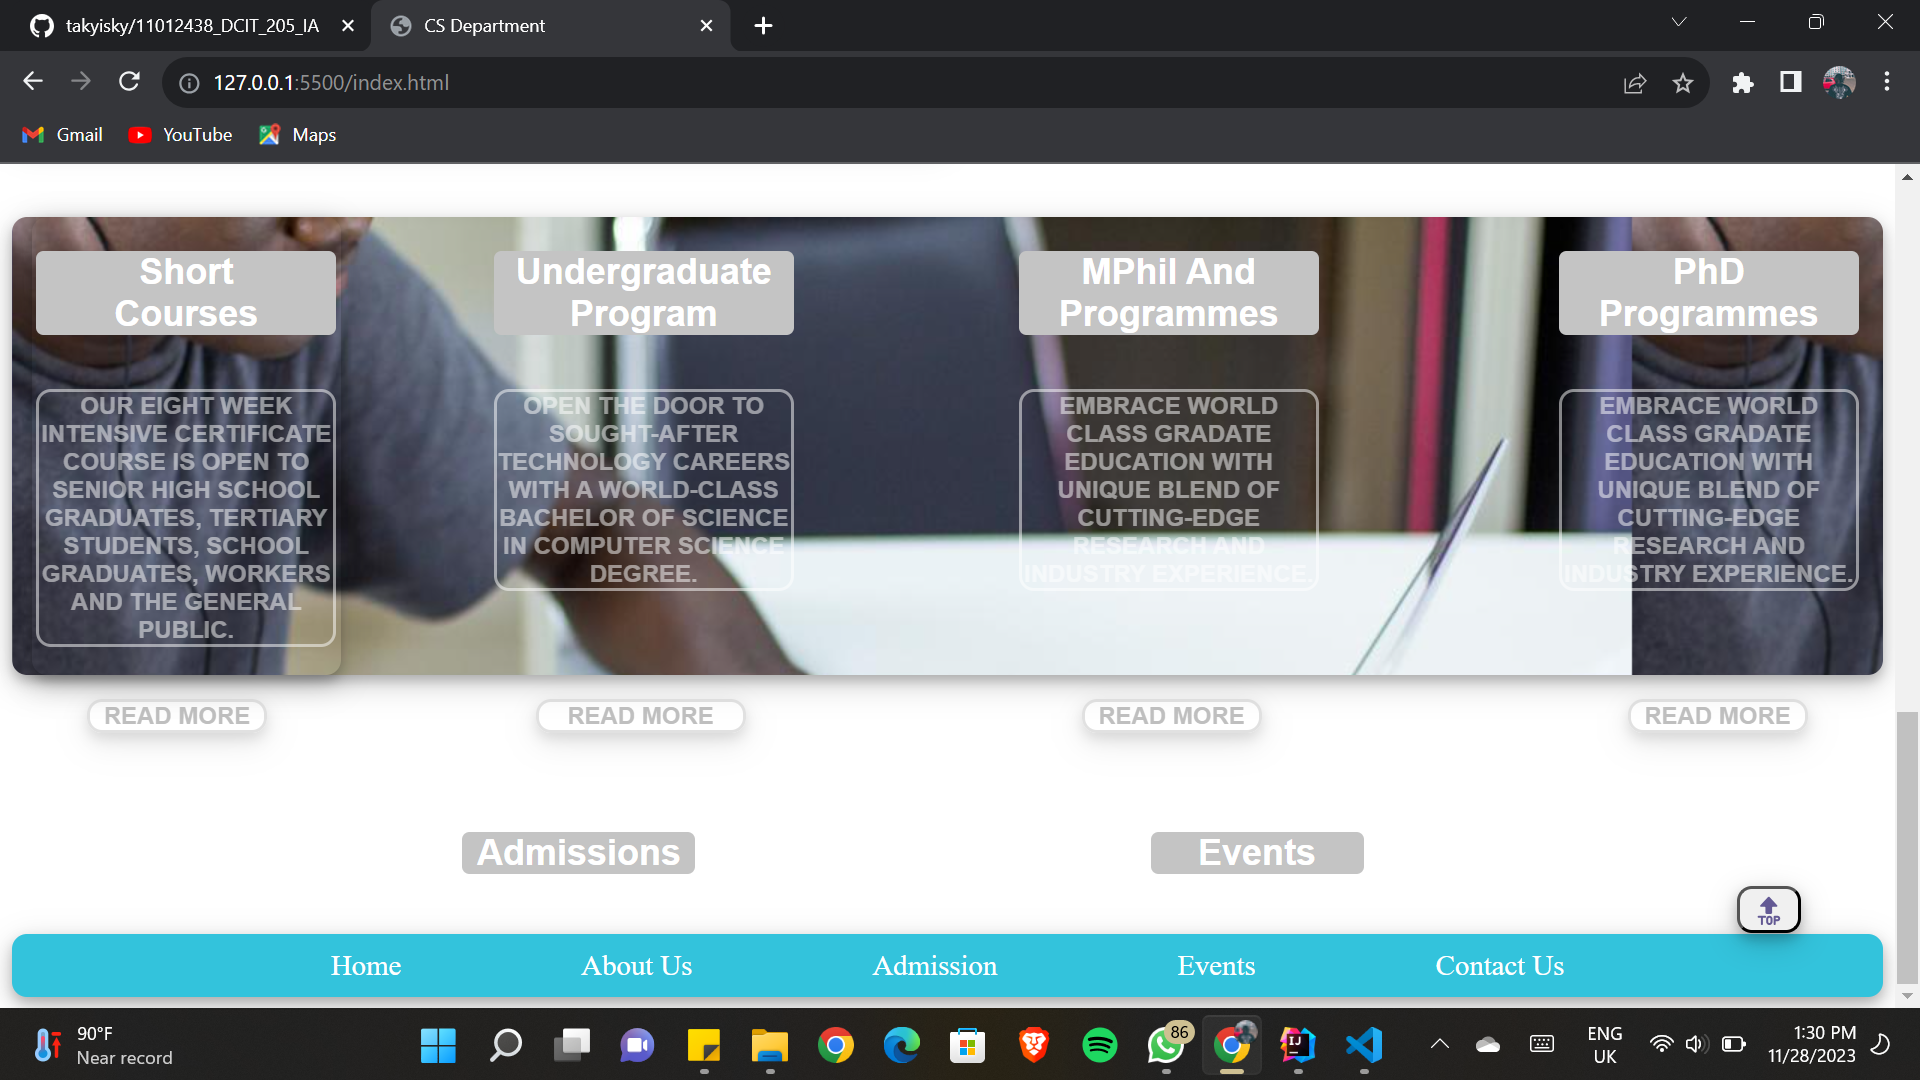 takyisky/11012438_DCIT_205_IA
CS Department
127.0.0.1:5500/index.html
Gmail
YouTube
Maps
Short
Courses
OUR EIGHT WEEK
INTENSIVE CERTIFICATE
COURSE IS OPEN TO
SENIOR HIGH SCHOOL
GRADUATES, TERTIARY
STUDENTS, SCHOOL
GRADUATES, WORKERS
AND THE GENERAL
PUBLIC.
READ MORE
Undergraduate
Program
OPEN THE DOOR TO
SOUGHT-AFTER
TECHNOLOGY CAREERS
WITH A WORLD-CLASS
BACHELOR OF SCIENCE
IN COMPUTER SCIENCE
DEGREE.
READ MORE
MPhil And
Programmes
EMBRACE WORLD
CLASS GRADATE
EDUCATION WITH
UNIQUE BLEND OF
CUTTING-EDGE
RESEARCH AND
INDUSTRY EXPERIENCE.
READ MORE
PhD
Programmes
EMBRACE WORLD
CLASS GRADATE
EDUCATION WITH
UNIQUE BLEND OF
CUTTING-EDGE
RESEARCH AND
INDUSTRY EXPERIENCE.
READ MORE
Admissions
Events
TOP
Home
About Us
Admission
Events
Contact Us
90°F
Near record
86
IJ
ENG
UK
1:30 PM
11/28/2023